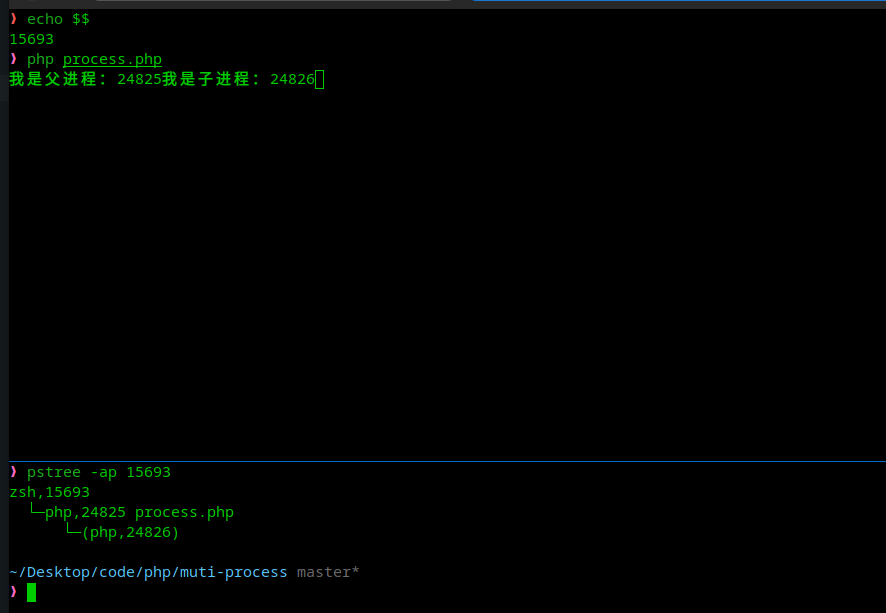 ❯ echo $$
15693
❯ php process.php
我是父进程：24825我是子进程：24826
❯ pstree -ap 15693
zsh,15693
  └─php,24825 process.php
      └─(php,24826)
~/Desktop/code/php/muti-process master*
❯